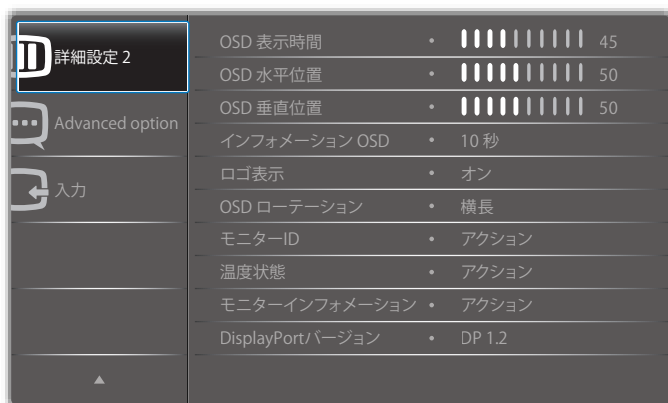 詳細設定 2
Advanced option
入力
OSD 表示時間 • 45
OSD 水平位置 • 50
OSD 垂直位置 • 50
インフォメーション OSD • 10 秒
ロゴ表示 • オン
OSD ローテーション • 横長
モニターID • アクション
温度状態 • アクション
モニターインフォメーション • アクション
DisplayPortバージョン • DP 1.2